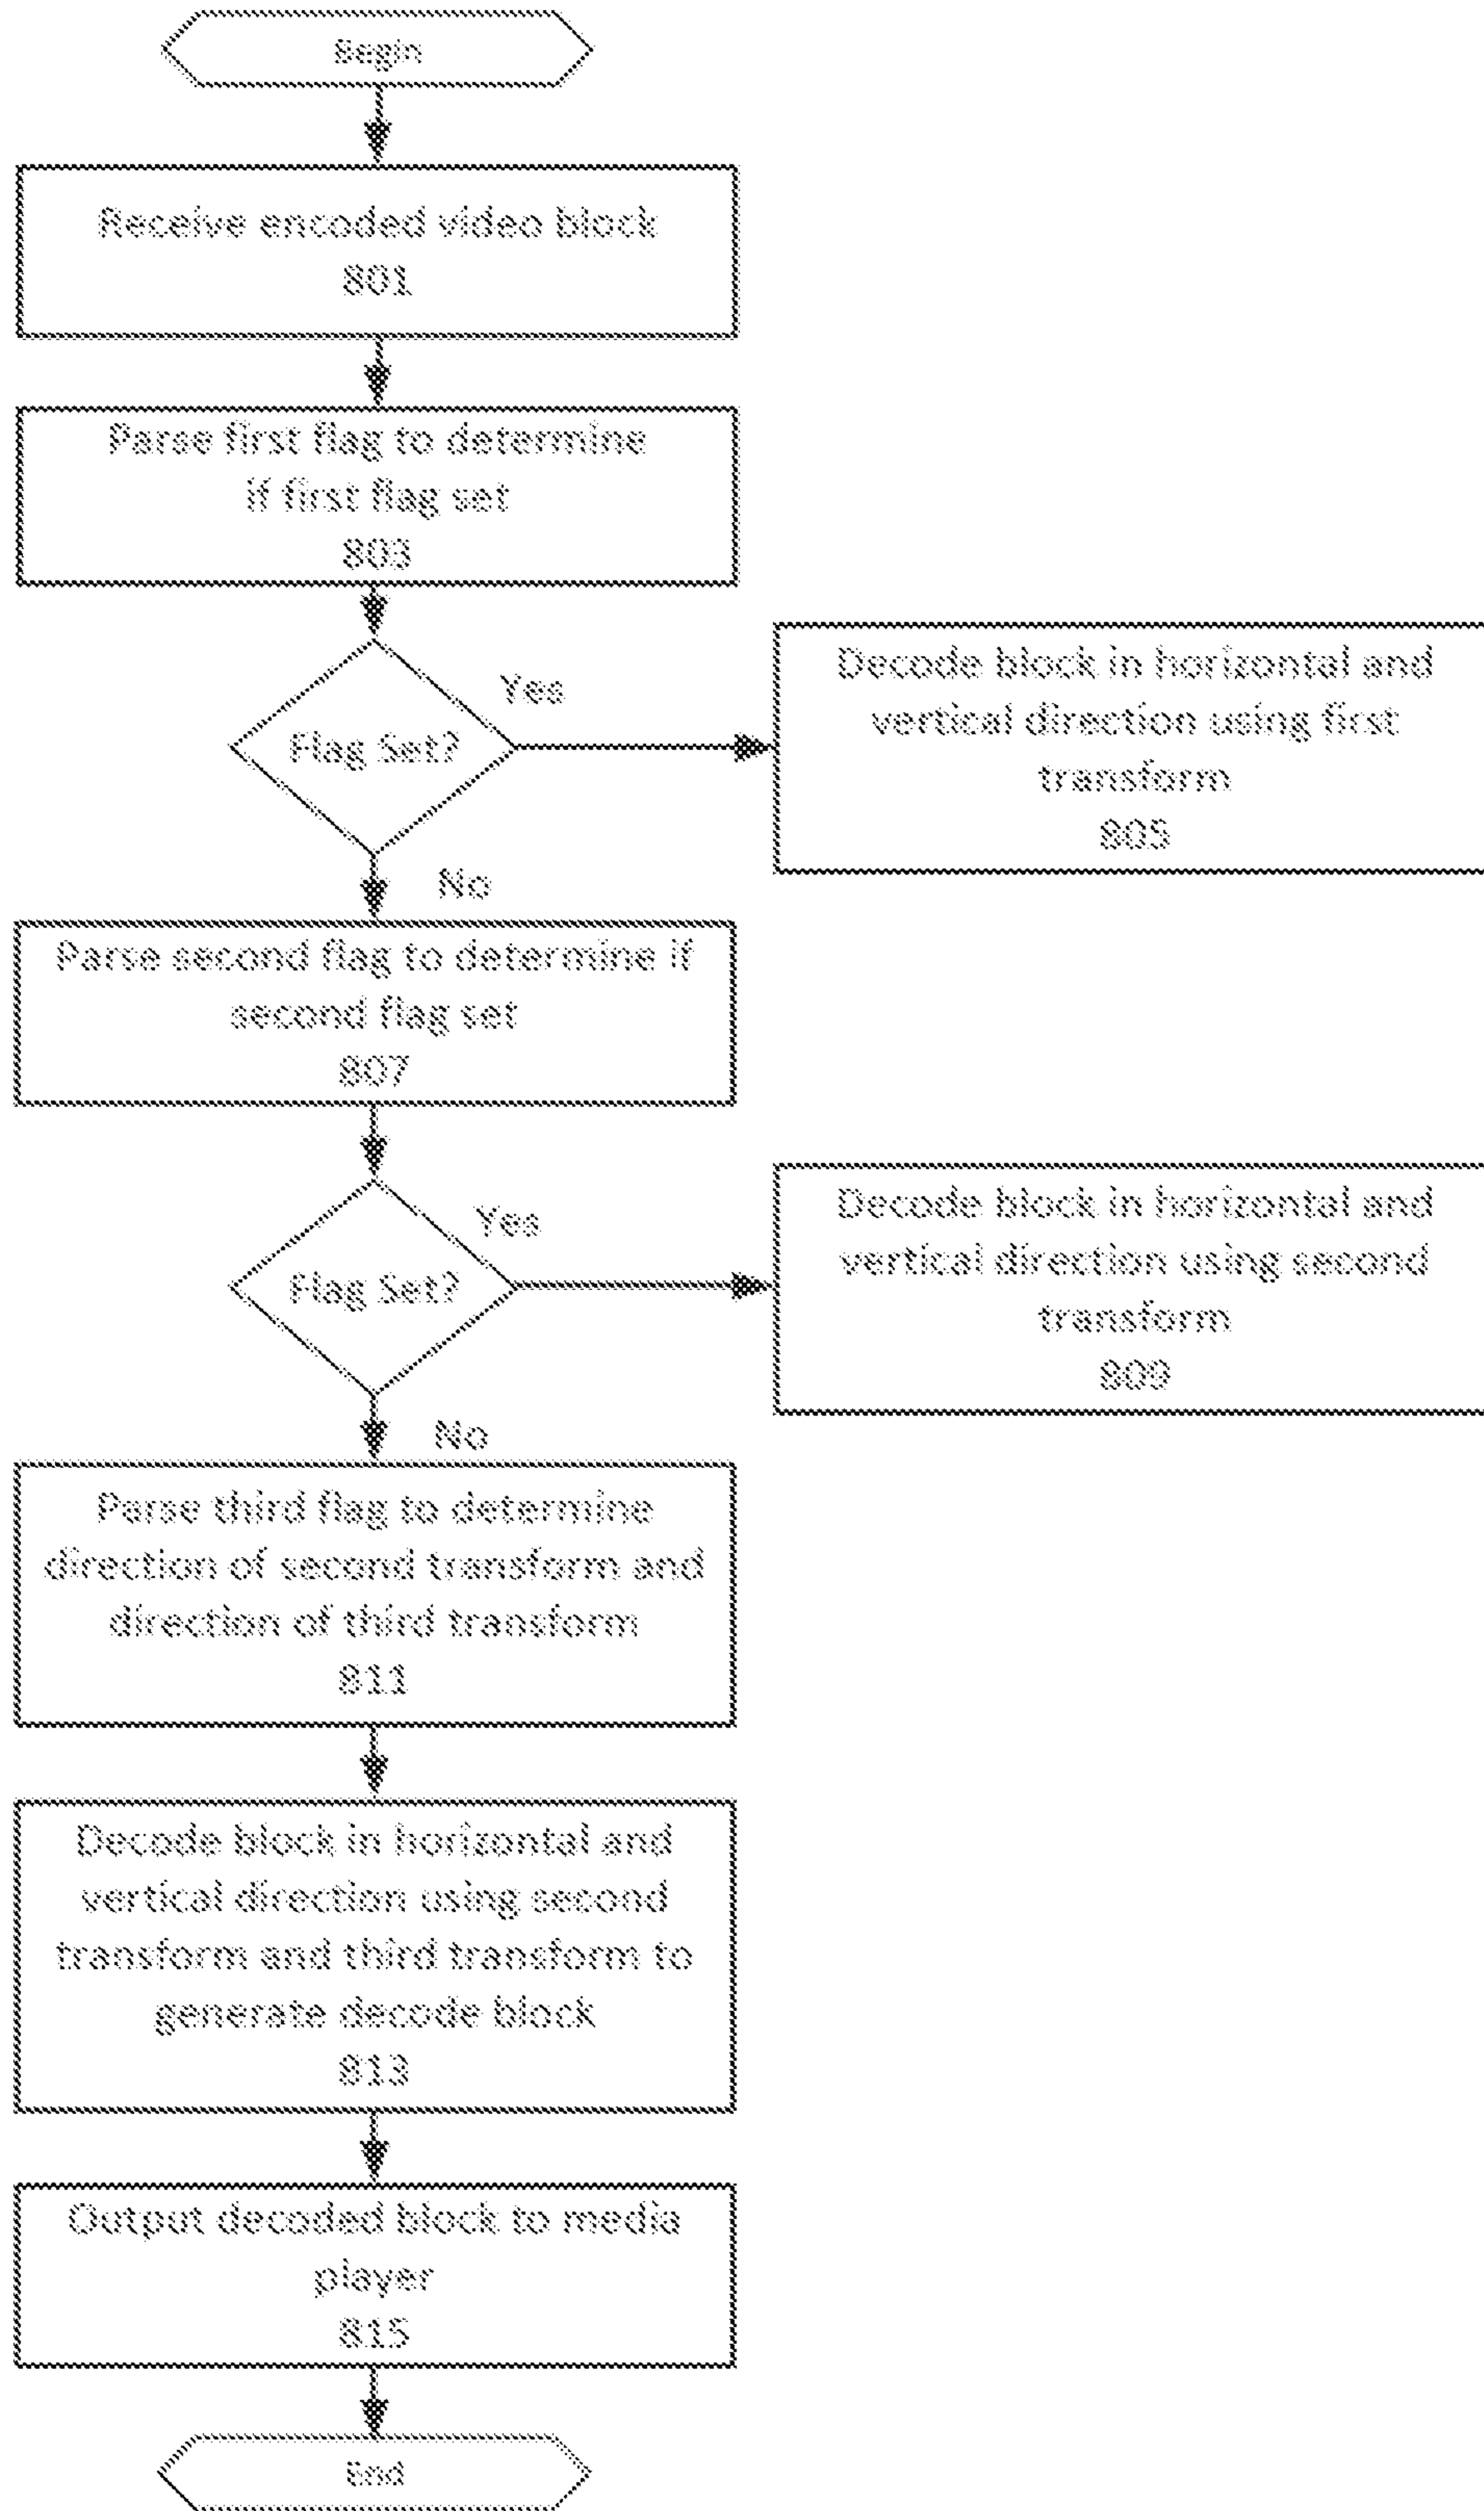 Begin
Receive encoded video block
801
Parse first flag to determine
if first flag set
803
Flag Set?
Yes
Decode block in horizontal and
vertical direction using first
transform
805
No
Parse second flag to determine if
second flag set
807
Flag Set?
Yes
Decode block in horizontal and
vertical direction using second
transform
809
No
Parse third flag to determine
direction of second transform and
direction of third transform
811
Decode block in horizontal and
vertical direction using second
transform and third transform to
generate decode block
813
Output decoded block to media
player
815
End